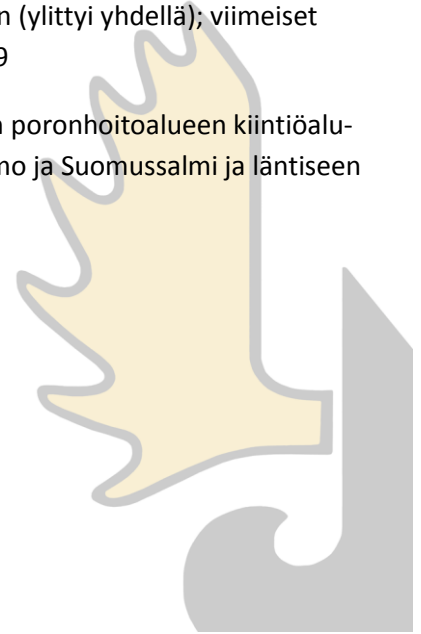 n (ylittyi yhdellä); viimeiset
9
poronhoitoalueen kiintiöalu-
mo ja Suomussalmi ja läntiseen